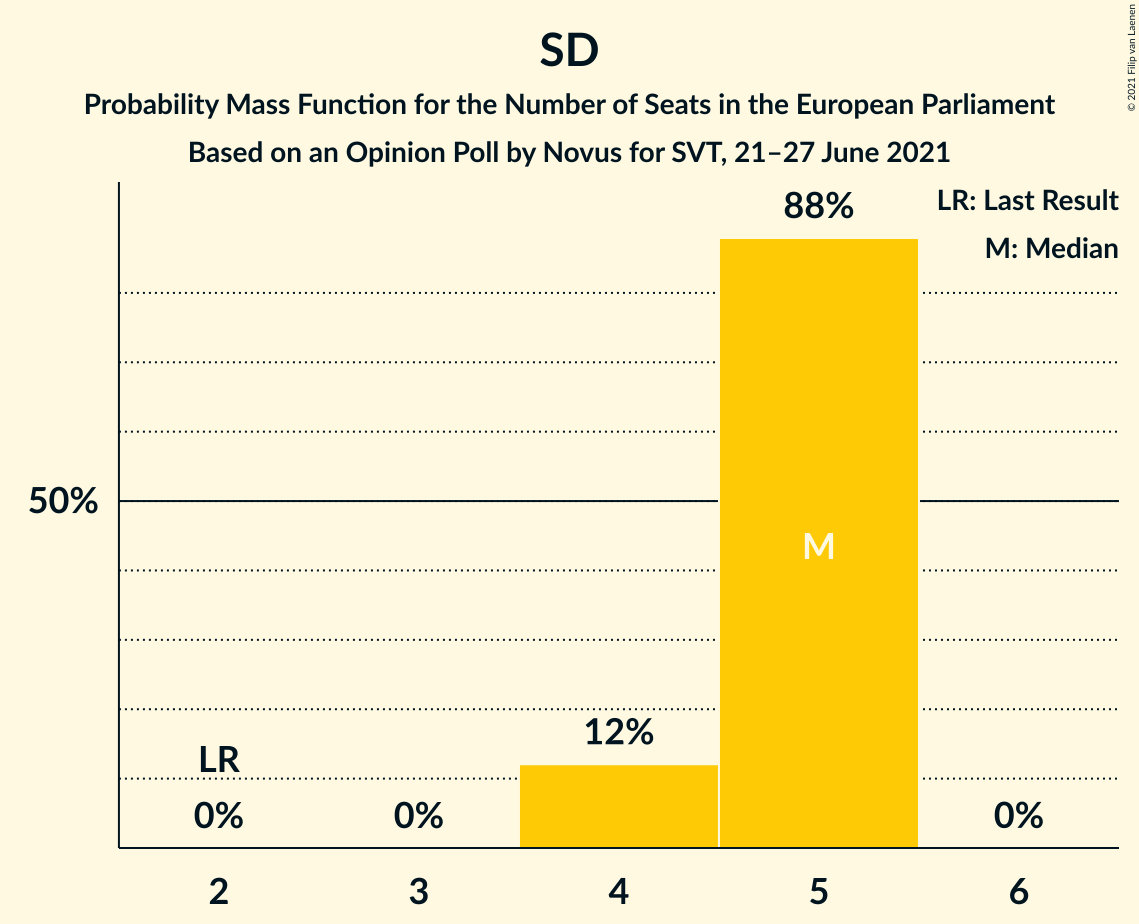 SD
Probability Mass Function for the Number of Seats in the European Parliament
Based on an Opinion Poll by Novus for SVT, 21–27 June 2021
© 2021 Filip van Laenen
LR: Last Result
M: Median
88%
50%
M
12%
LR
0%
0%
0%
2
3
4
5
6